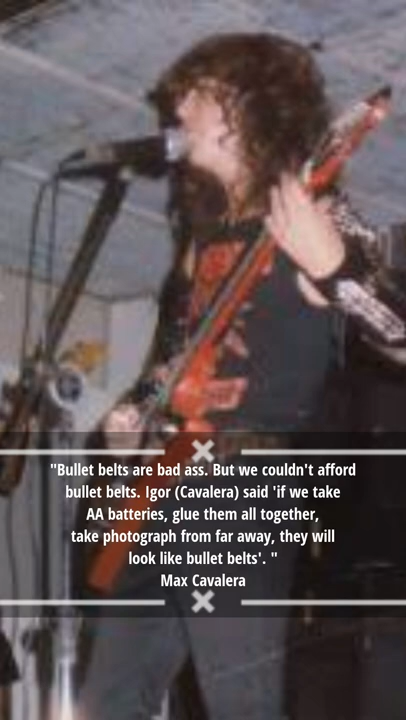 "Bullet belts are bad ass. But we couldn't afford
bullet belts. Igor (Cavalera) said 'if we take
AA batteries, glue them all together,
take photograph from far away, they will
look like bullet belts'. "
Max Cavalera